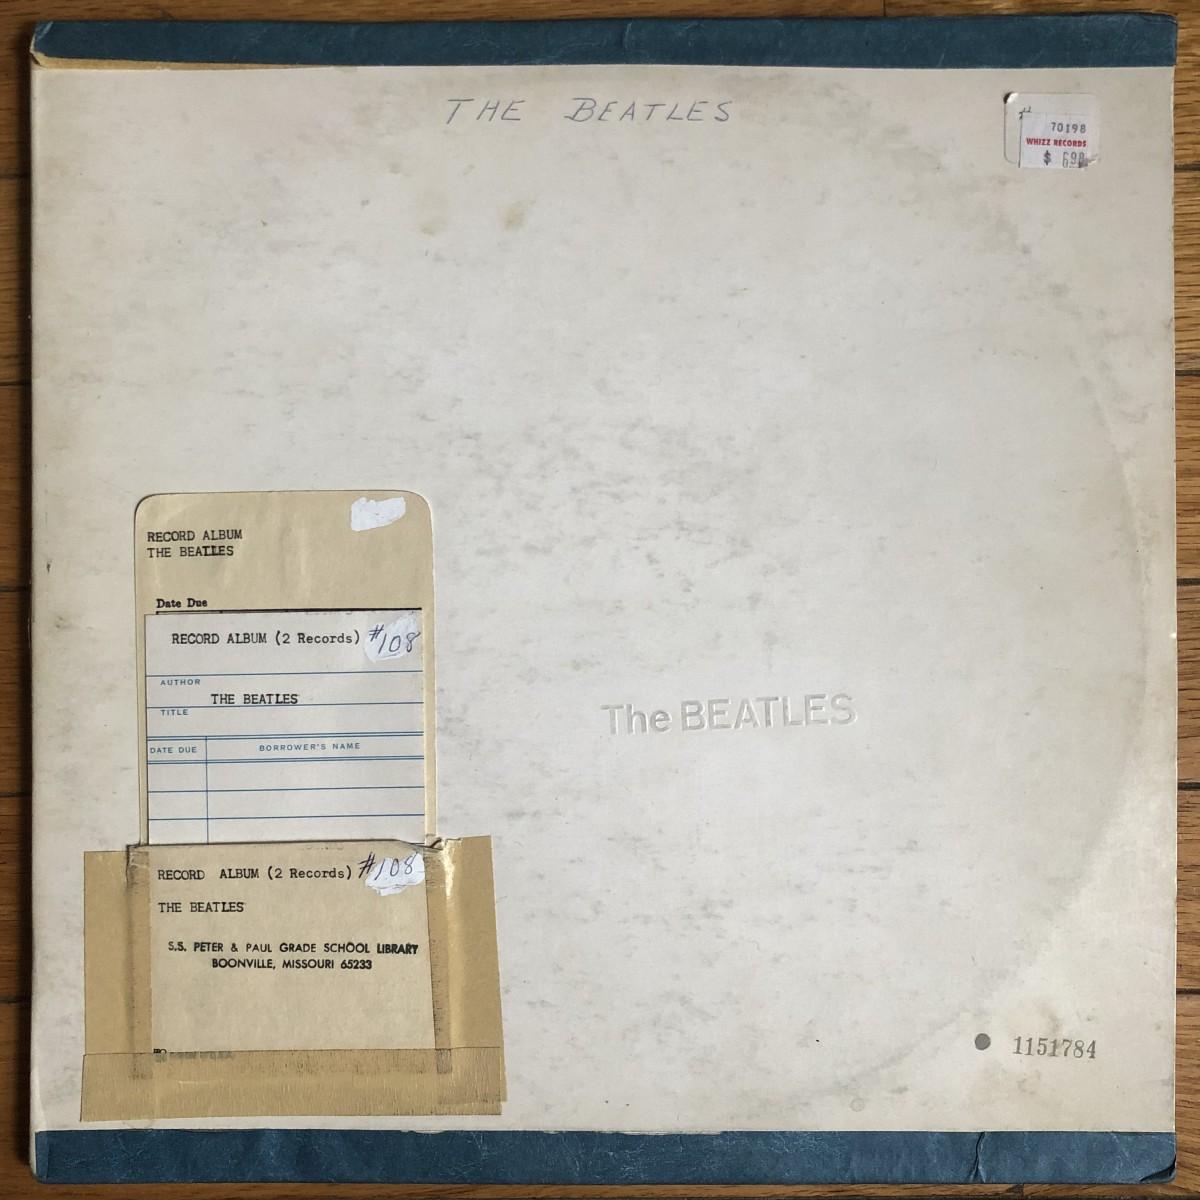 THE BEATLES
#
70198
WHIZZ RECORDS
$ 698
RECORD ALBUM
THE BEATLES
Date Due
RECORD ALBUM (2 Records) #108
AUTHOR
THE BEATLES
TITLE
DATE DUE BORROWER'S NAME
The BEATLES
RECORD ALBUM (2 Records) #108
THE BEATLES
S.S. PETER & PAUL GRADE SCHOOL LIBRARY
BOONVILLE, MISSOURI 65233
1151784